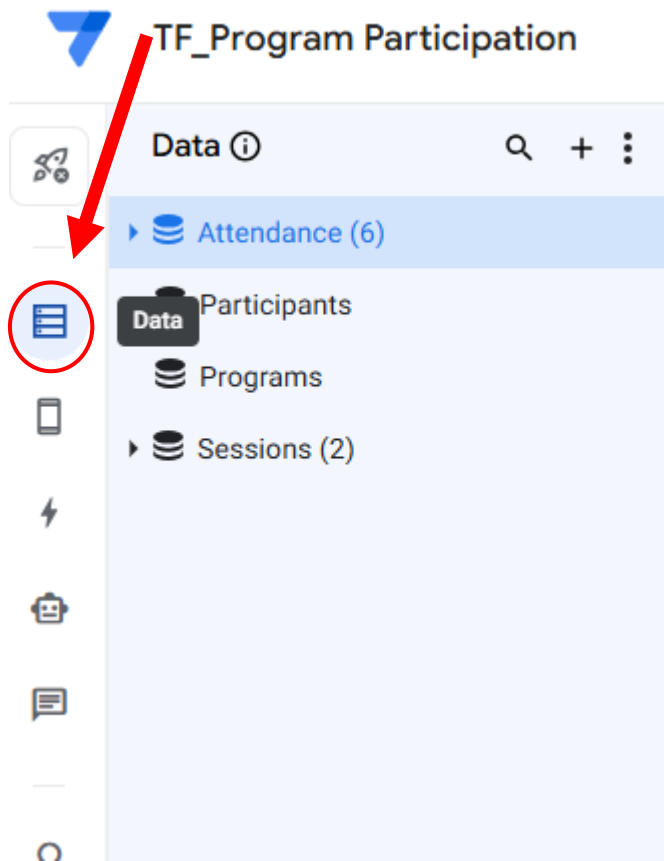 TF_Program Participation
Data
Attendance (6)
Participants
Data
Programs
Sessions (2)